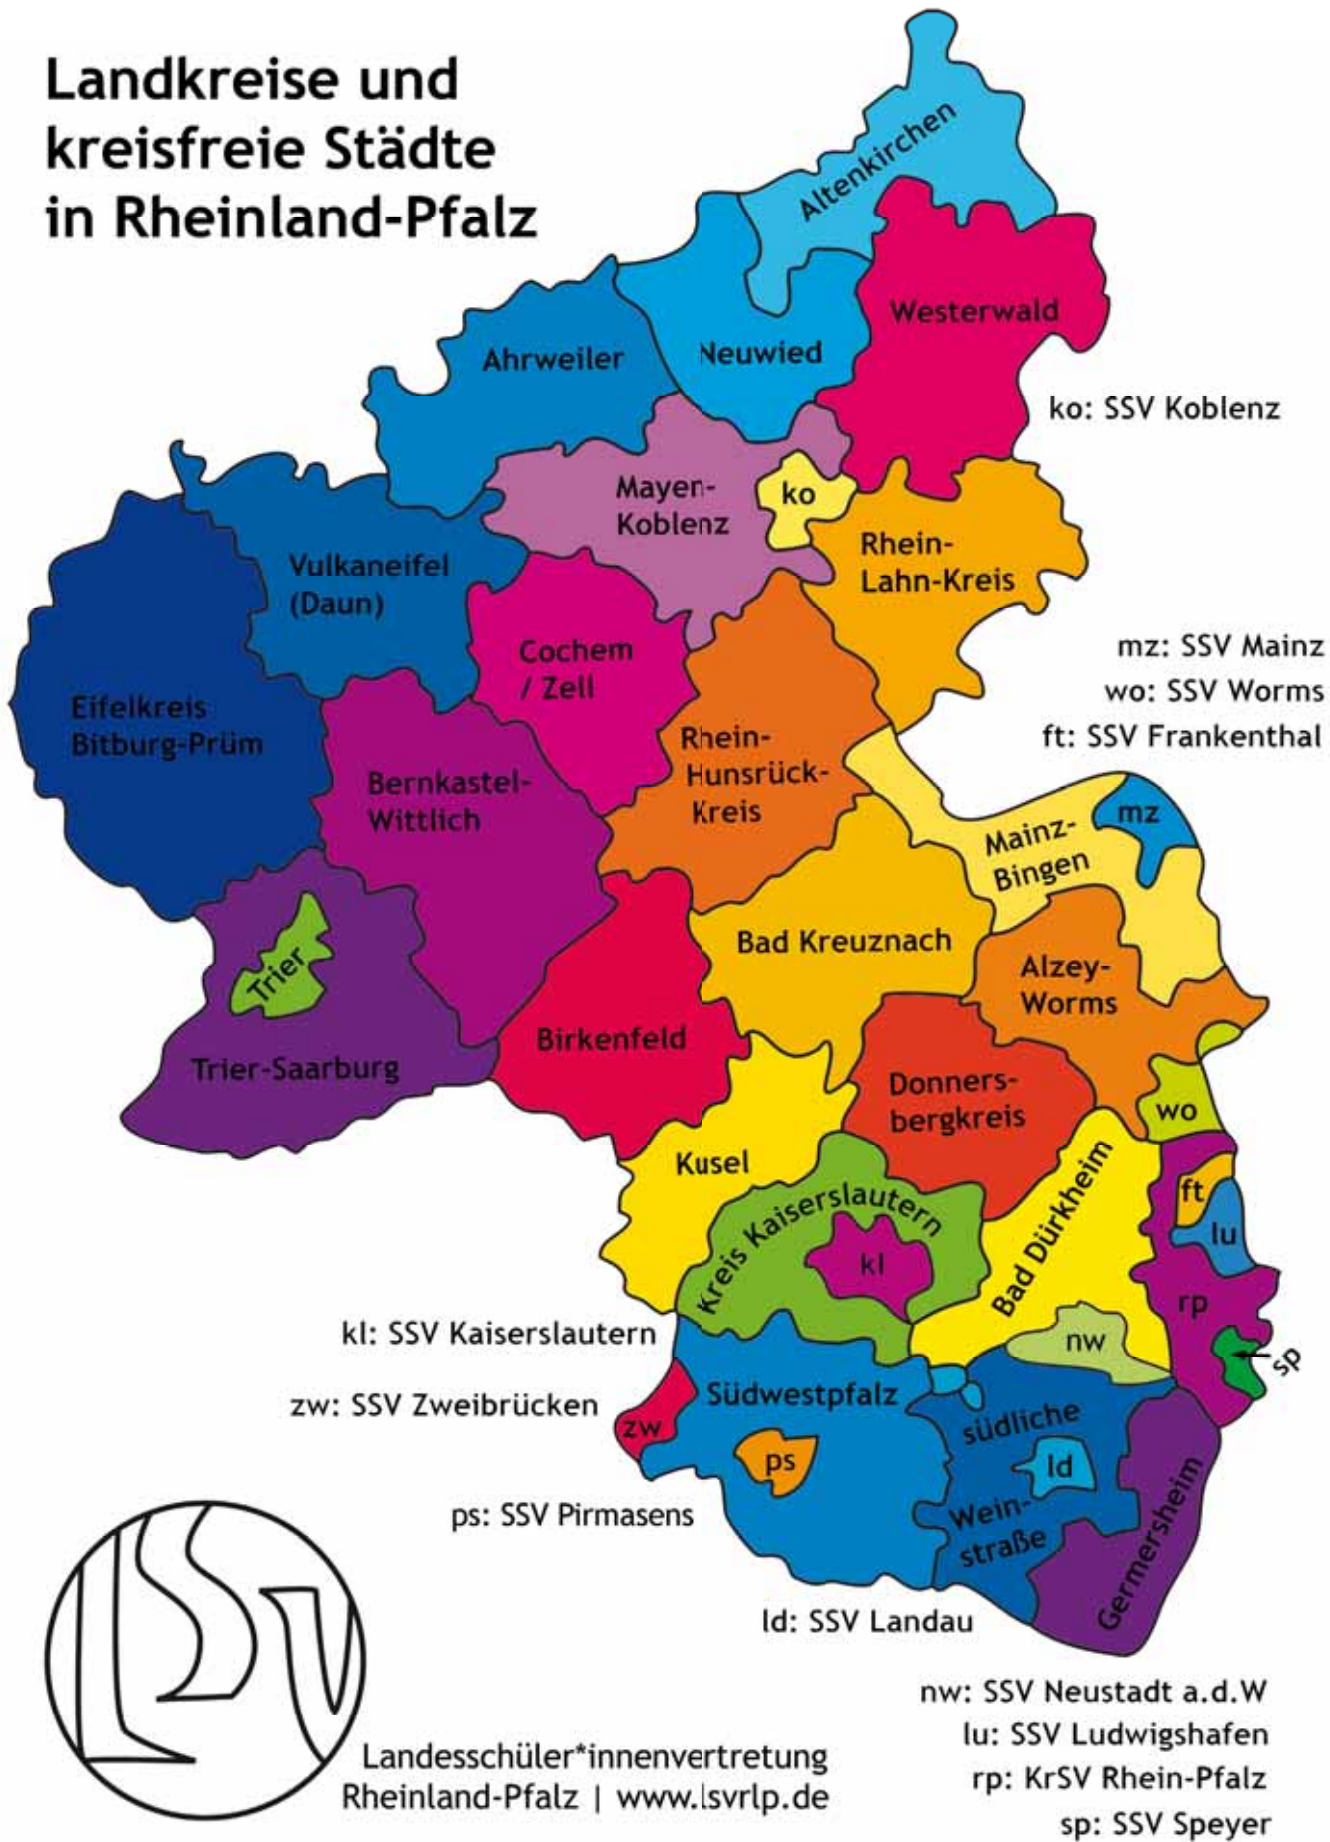 Landkreise und
kreisfreie Städte
in Rheinland-Pfalz
Altenkirchen
Westerwald
Neuwied
Ahrweiler
ko: SSV Koblenz
Mayen-
Koblenz
ko
Rhein-
Lahn-Kreis
Vulkaneifel
(Daun)
Cochem
/ Zell
mz: SSV Mainz
wo: SSV Worms
ft: SSV Frankenthal
Eifelkreis
Bitburg-Prüm
Bernkastel-
Wittlich
Rhein-
Hunsrück-
Kreis
mz
Mainz-
Bingen
Bad Kreuznach
Alzey-
Worms
Trier
Trier-Saarburg
Birkenfeld
Donners-
bergkreis
wo
Kusel
Kreis Kaiserslautern
kl
Bad Dürkheim
ft
lu
rp
nw
sp
kl: SSV Kaiserslautern
zw: SSV Zweibrücken
zw
Südwestpfalz
ps
südliche
Wein-
straße
ld
Germersheim
ps: SSV Pirmasens
ld: SSV Landau
LSV
nw: SSV Neustadt a.d.W
lu: SSV Ludwigshafen
rp: KrSV Rhein-Pfalz
sp: SSV Speyer
Landesschüler*innenvertretung
Rheinland-Pfalz | www.lsvrlp.de